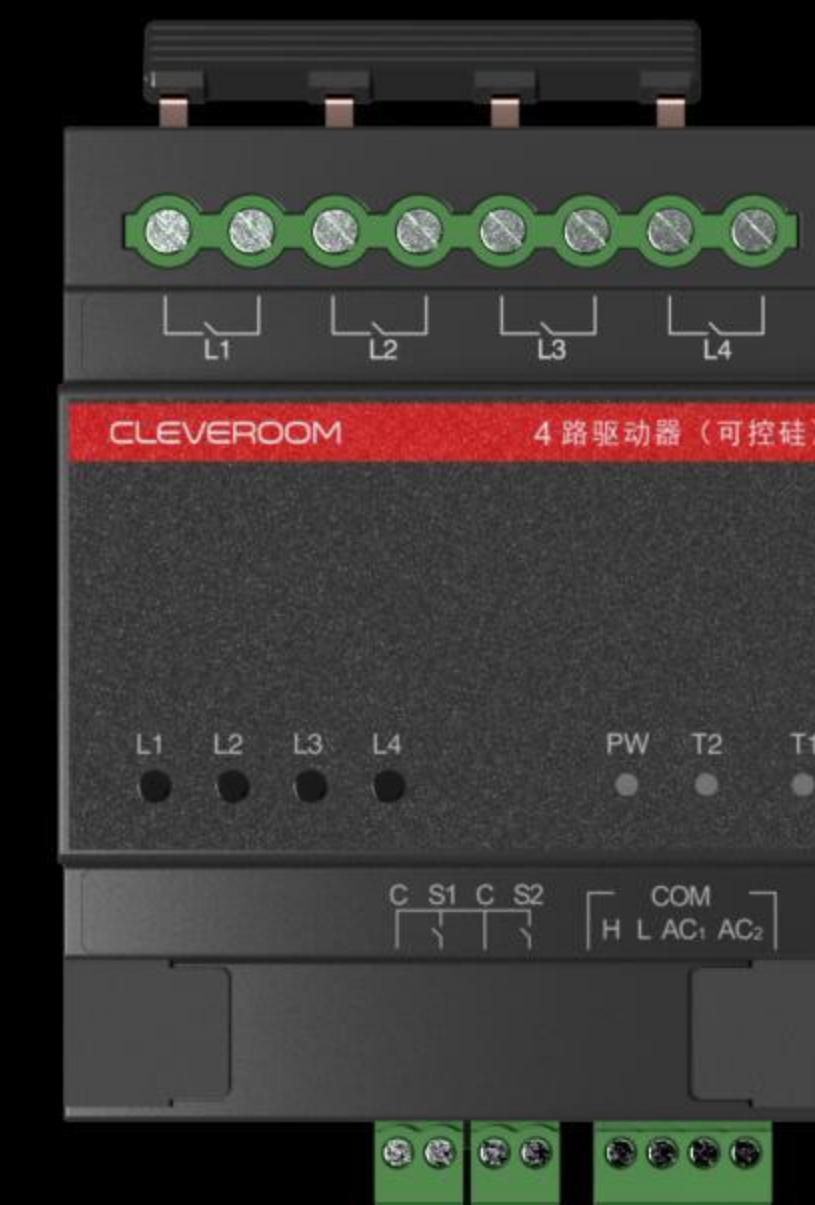 L1 L2 L3 L4
CLEVEROOM 4 路驱动器（可控硅）
L1 L2 L3 L4 PW T2 T1
C S1 C S2 COM
H L AC₁ AC₂